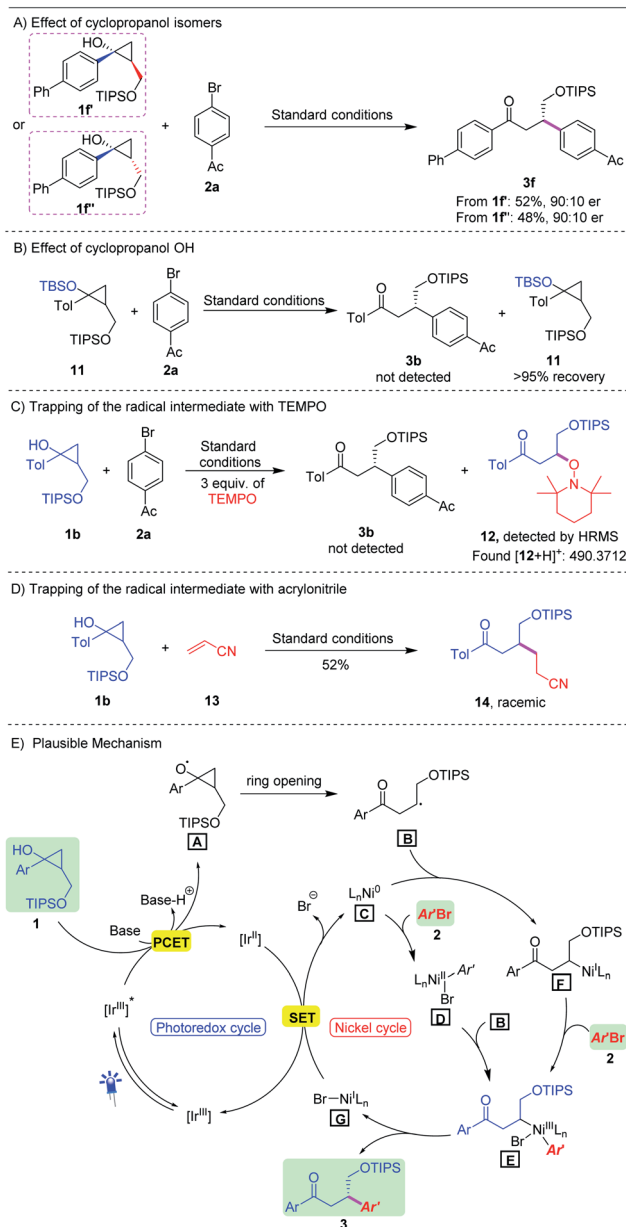 A) Effect of cyclopropanol isomers
HO
Ph
TIPSO
1f'
or
HO
Ph
TIPSO
1f''
+
Br
Ac
2a
Standard conditions
O
OTIPS
Ph
Ac
3f
From 1f': 52%, 90:10 er
From 1f'': 48%, 90:10 er
B) Effect of cyclopropanol OH
TBSO
Tol
TIPSO
11
+
Br
Ac
2a
Standard conditions
O
OTIPS
Tol
Ac
3b
not detected
+
TBSO
Tol
TIPSO
11
>95% recovery
C) Trapping of the radical intermediate with TEMPO
HO
Tol
TIPSO
1b
+
Br
Ac
2a
Standard
conditions
3 equiv. of
TEMPO
O
OTIPS
Tol
Ac
3b
not detected
+
OTIPS
O
Tol
O
N
12, detected by HRMS
Found [12+H]+: 490.3712
D) Trapping of the radical intermediate with acrylonitrile
HO
Tol
TIPSO
1b
+
CN
13
Standard conditions
52%
OTIPS
O
Tol
CN
14, racemic
E) Plausible Mechanism
O•
Ar
TIPSO
A
ring opening
OTIPS
O
Ar
•
B
HO
Ar
TIPSO
1
Base
Base-H⊕
PCET
[IrII]
[IrIII]*
Photoredox cycle
[IrIII]
SET
Br⊖
LnNi0
C
Ar'Br
2
Nickel cycle
LnNiII
Ar'
Br
D
B
OTIPS
O
Ar
NiILn
F
Ar'Br
2
Br—NiILn
G
OTIPS
O
Ar
NiIIILn
Br
Ar'
E
O
OTIPS
Ar
Ar'
3